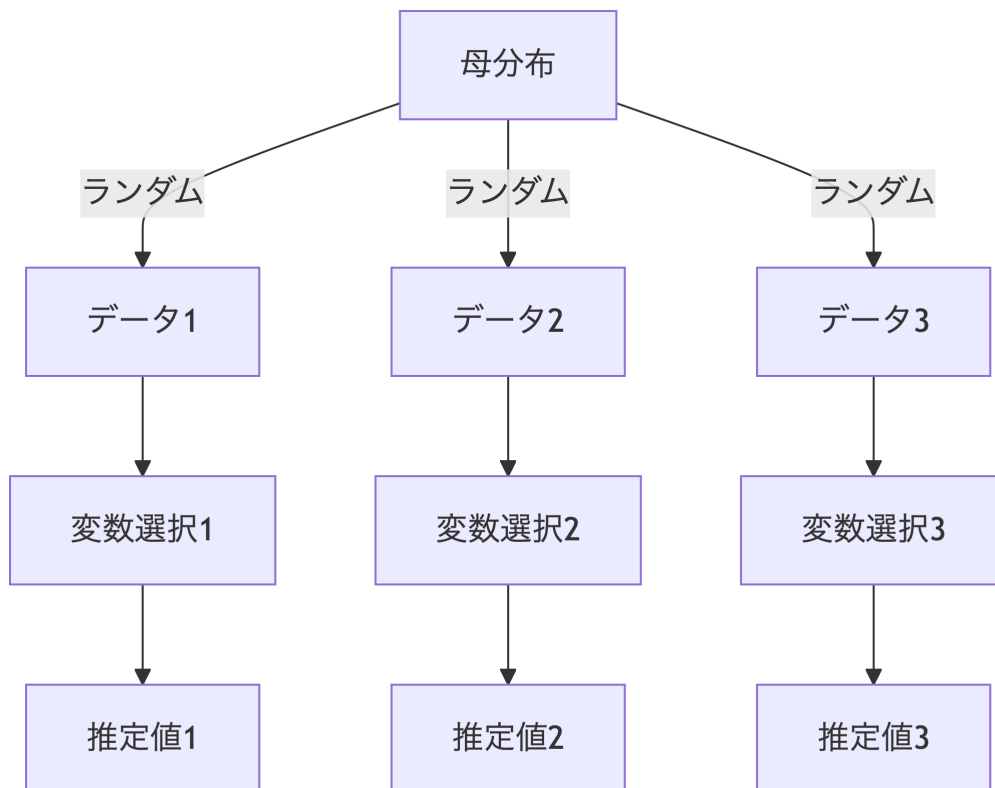 母分布
ランダム
ランダム
ランダム
データ1
データ2
データ3
変数選択1
変数選択2
変数選択3
推定値1
推定値2
推定値3